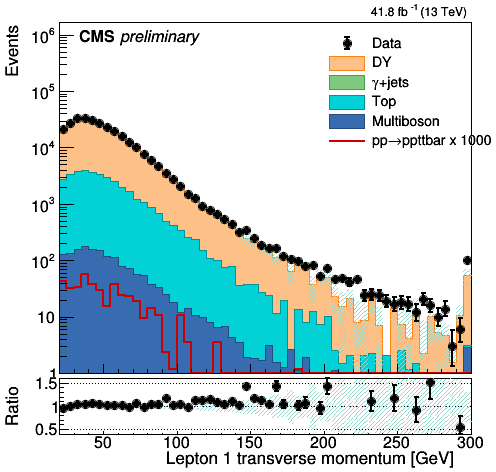 41.8 fb⁻¹ (13 TeV)
CMS preliminary
Events
10⁶
10⁵
10⁴
10³
10²
10
1
Data
DY
γ+jets
Top
Multiboson
pp→ppttbar x 1000
Ratio
1.5
1
0.5
50 100 150 200 250 300
Lepton 1 transverse momentum [GeV]